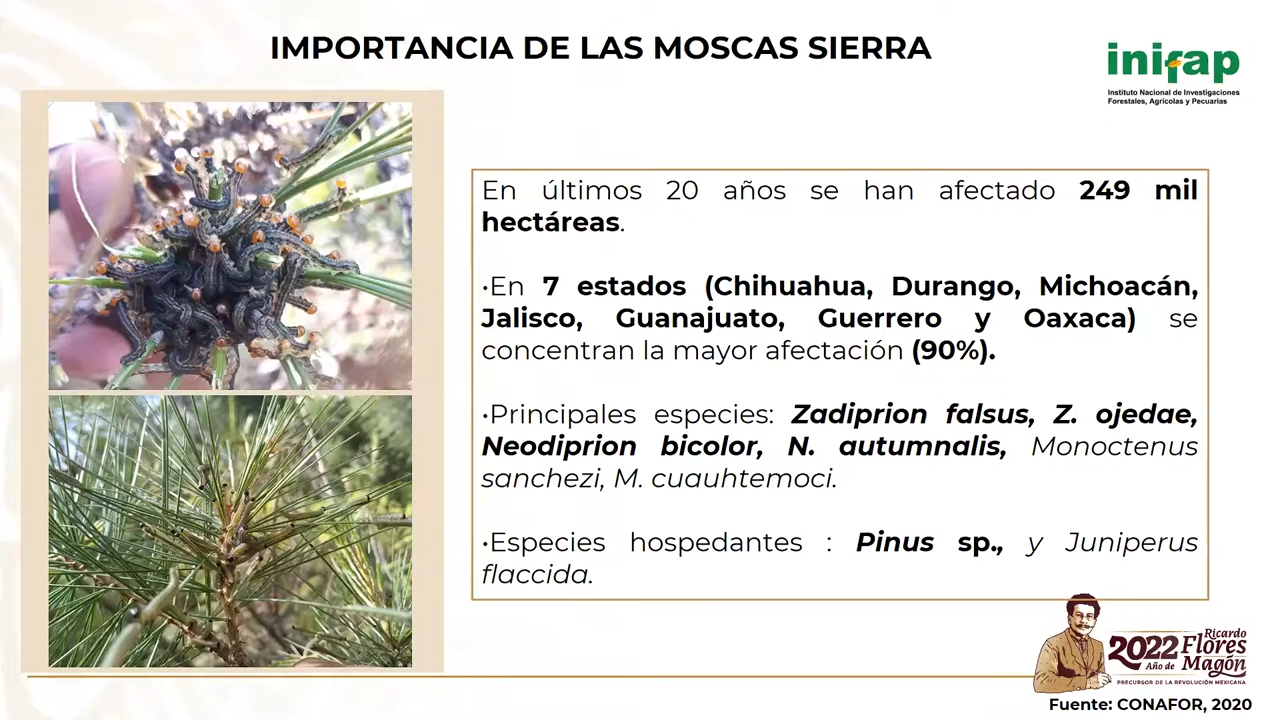 IMPORTANCIA DE LAS MOSCAS SIERRA
inifap
Instituto Nacional de Investigaciones
Forestales, Agrícolas y Pecuarias
En últimos 20 años se han afectado 249 mil
hectáreas.
•En 7 estados (Chihuahua, Durango, Michoacán,
Jalisco, Guanajuato, Guerrero y Oaxaca) se
concentran la mayor afectación (90%).
•Principales especies: Zadiprion falsus, Z. ojedae,
Neodiprion bicolor, N. autumnalis, Monoctenus
sanchezi, M. cuauhtemoci.
•Especies hospedantes : Pinus sp., y Juniperus
flaccida.
2022 Ricardo
Flores
Año de Magón
PRECURSOR DE LA REVOLUCIÓN MEXICANA
Fuente: CONAFOR, 2020